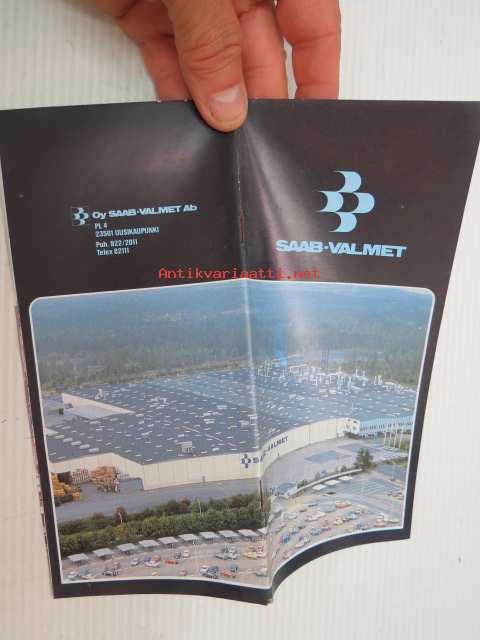 Oy SAAB-VALMET Ab
PL 4
23501 UUSIKAUPUNKI
Puh. 922/2011
Telex 62111
SAAB-VALMET
Antikvariaatti.net
SAAB-VALMET